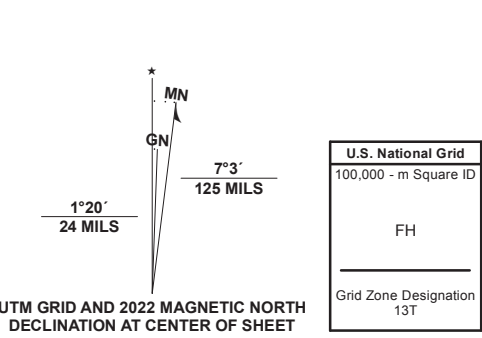 ★
MN
GN
7°3´
125 MILS
1°20´
24 MILS
UTM GRID AND 2022 MAGNETIC NORTH
DECLINATION AT CENTER OF SHEET
U.S. National Grid
100,000 - m Square ID
FH
Grid Zone Designation
13T